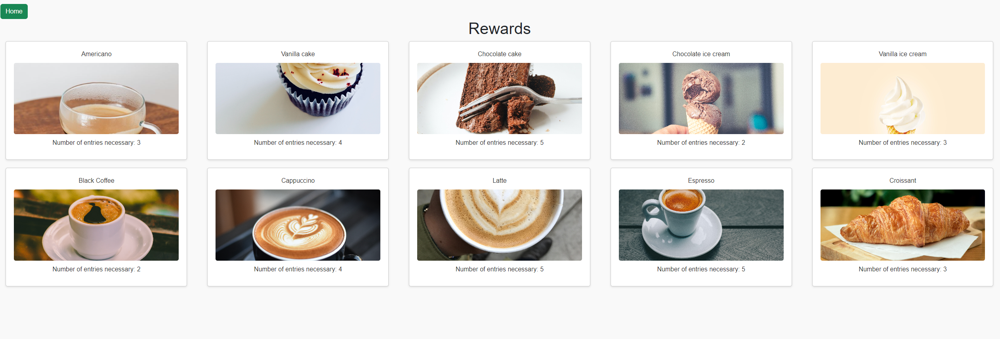 Home
Rewards
Americano
Vanilla cake
Chocolate cake
Chocolate ice cream
Vanilla ice cream
Number of entries necessary: 3
Number of entries necessary: 4
Number of entries necessary: 5
Number of entries necessary: 2
Number of entries necessary: 3
Black Coffee
Cappuccino
Latte
Espresso
Croissant
Number of entries necessary: 2
Number of entries necessary: 4
Number of entries necessary: 5
Number of entries necessary: 5
Number of entries necessary: 3